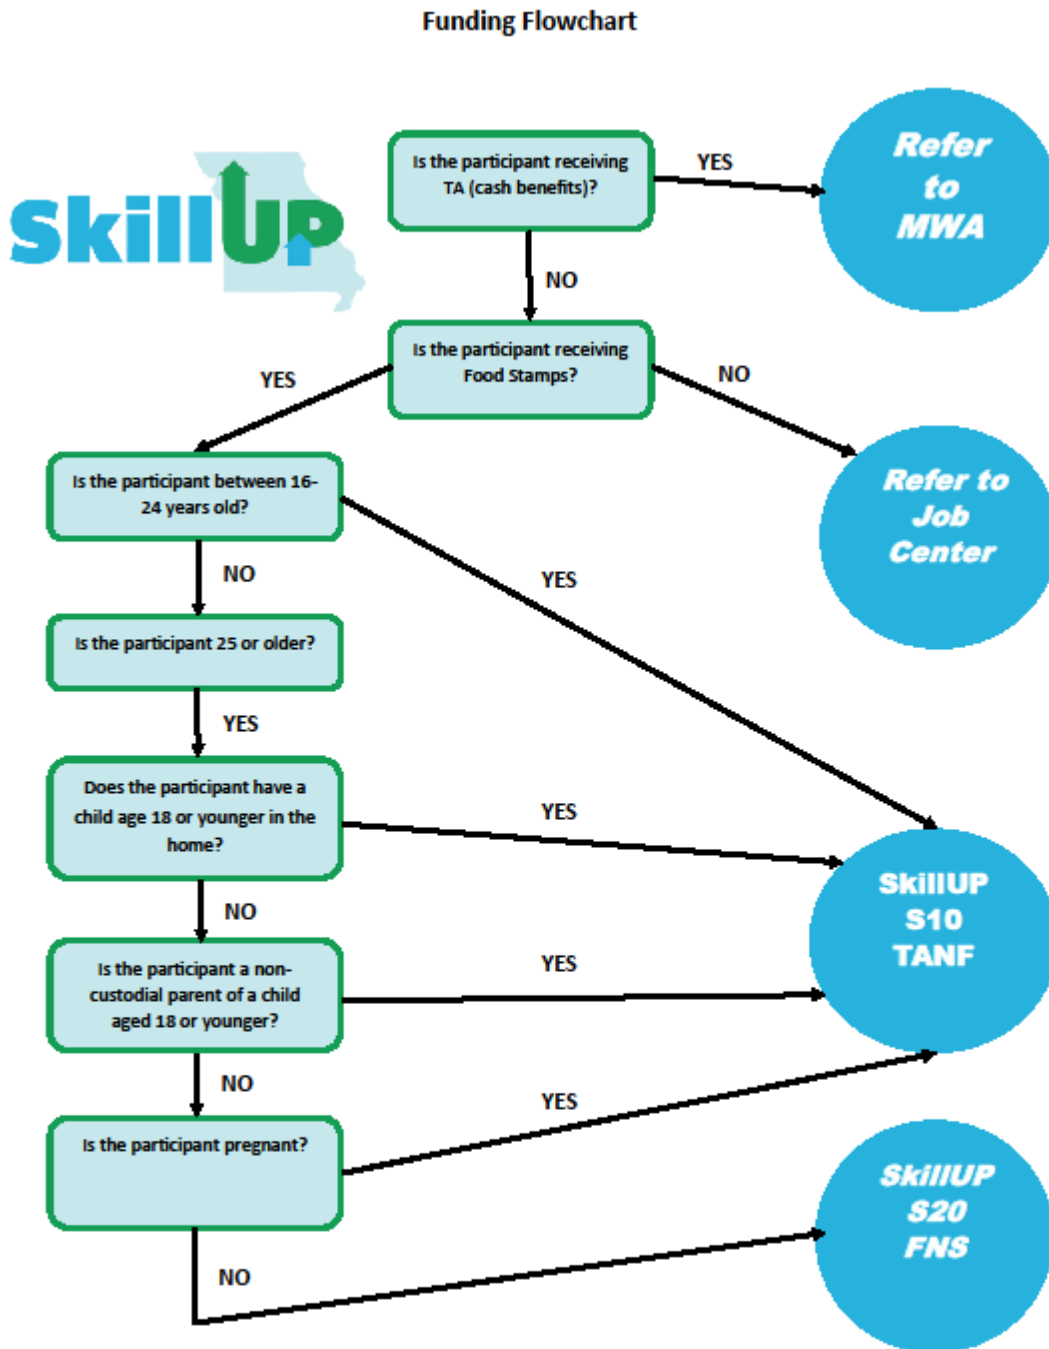 Funding Flowchart
SkillUP
Is the participant receiving
TA (cash benefits)?
YES
Refer
to
MWA
NO
Is the participant receiving
Food Stamps?
YES
NO
Refer to
Job
Center
Is the participant between 16-
24 years old?
YES
NO
Is the participant 25 or older?
YES
Does the participant have a
child age 18 or younger in the
home?
YES
NO
SkillUP
S10
TANF
Is the participant a non-
custodial parent of a child
aged 18 or younger?
YES
NO
Is the participant pregnant?
YES
NO
SkillUP
S20
FNS